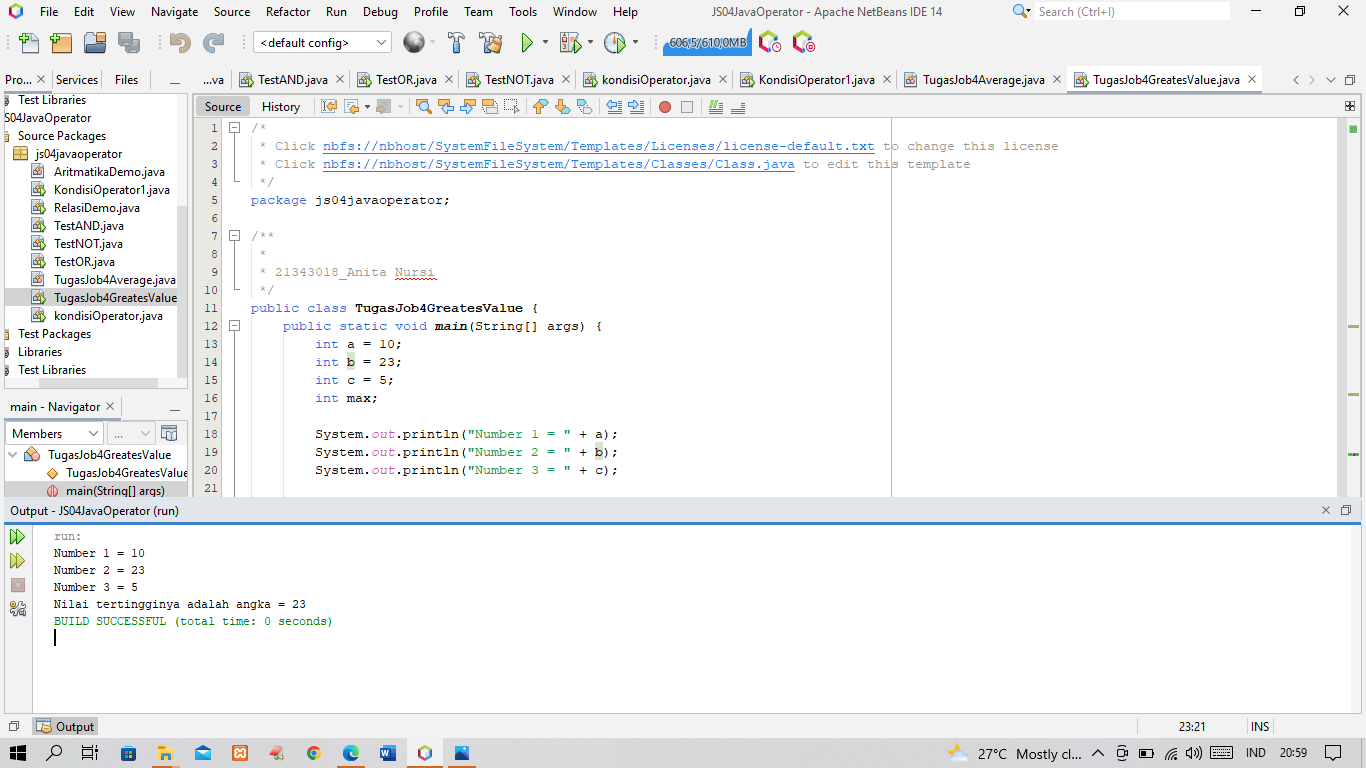 JS04JavaOperator - Apache NetBeans IDE 14
File Edit View Navigate Source Refactor Run Debug Profile Team Tools Window Help
Search (Ctrl+I)
<default config>
606,5/610,0MB
Pro... Services Files
...va TestAND.java TestOR.java TestNOT.java kondisiOperator.java KondisiOperator1.java TugasJob4Average.java TugasJob4GreatesValue.java
Test Libraries
S04JavaOperator
Source Packages
js04javaoperator
AritmatikaDemo.java
KondisiOperator1.java
RelasiDemo.java
TestAND.java
TestNOT.java
TestOR.java
TugasJob4Average.java
TugasJob4GreatesValue
kondisiOperator.java
Test Packages
Libraries
Test Libraries
main - Navigator
Members ...
TugasJob4GreatesValue
TugasJob4GreatesValue
main(String[] args)
Source History
1 /*
2 * Click nbfs://nbhost/SystemFileSystem/Templates/Licenses/license-default.txt to change this license
3 * Click nbfs://nbhost/SystemFileSystem/Templates/Classes/Class.java to edit this template
4 */
5 package js04javaoperator;
6
7 /**
8 *
9 * 21343018_Anita Nursi
10 */
11 public class TugasJob4GreatesValue {
12 public static void main(String[] args) {
13 int a = 10;
14 int b = 23;
15 int c = 5;
16 int max;
17
18 System.out.println("Number 1 = " + a);
19 System.out.println("Number 2 = " + b);
20 System.out.println("Number 3 = " + c);
21
Output - JS04JavaOperator (run)
run:
Number 1 = 10
Number 2 = 23
Number 3 = 5
Nilai tertingginya adalah angka = 23
BUILD SUCCESSFUL (total time: 0 seconds)
Output
23:21 INS
27°C Mostly cl... IND 20:59